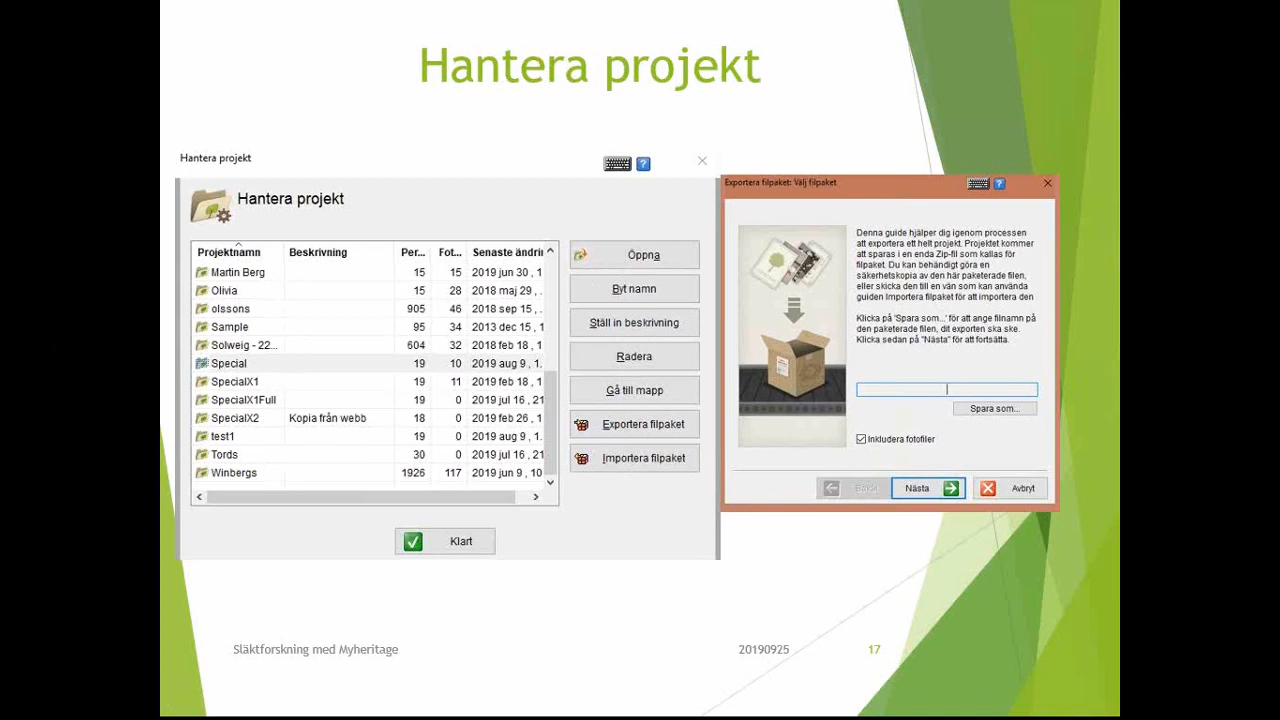 Hantera projekt
Hantera projekt
Hantera projekt
Projektnamn Beskrivning Per... Fot... Senaste ändrin
Martin Berg 15 15 2019 jun 30 , 1
Olivia 15 28 2018 maj 29 , .
olssons 905 46 2018 sep 15 , .
Sample 95 34 2013 dec 15 , 1
Solweig - 22... 604 32 2018 feb 18 , 1
Special 19 10 2019 aug 9 , 1.
SpecialX1 19 11 2019 feb 18 , 1
SpecialX1Full 19 0 2019 jul 16 , 21
SpecialX2 Kopia från webb 18 0 2019 feb 26 , 1
test1 19 0 2019 aug 9 , 1.
Tords 30 0 2019 jul 16 , 21
Winbergs 1926 117 2019 jun 9 , 10
Öppna
Byt namn
Ställ in beskrivning
Radera
Gå till mapp
Exportera filpaket
Importera filpaket
Klart
Exportera filpaket: Välj filpaket
Denna guide hjälper dig igenom processen
att exportera ett helt projekt. Projektet kommer
att sparas i en enda Zip-fil som kallas för
filpaket. Du kan behändigt göra en
säkerhetskopia av den här paketerade filen,
eller skicka den till en vän som kan använda
guiden Importera filpaket för att importera den
Klicka på 'Spara som...' för att ange filnamn på
den paketerade filen, dit exporten ska ske.
Klicka sedan på "Nästa" för att fortsätta.
Spara som...
Inkludera fotofiler
Nästa
Avbryt
Släktforskning med Myheritage
20190925
17